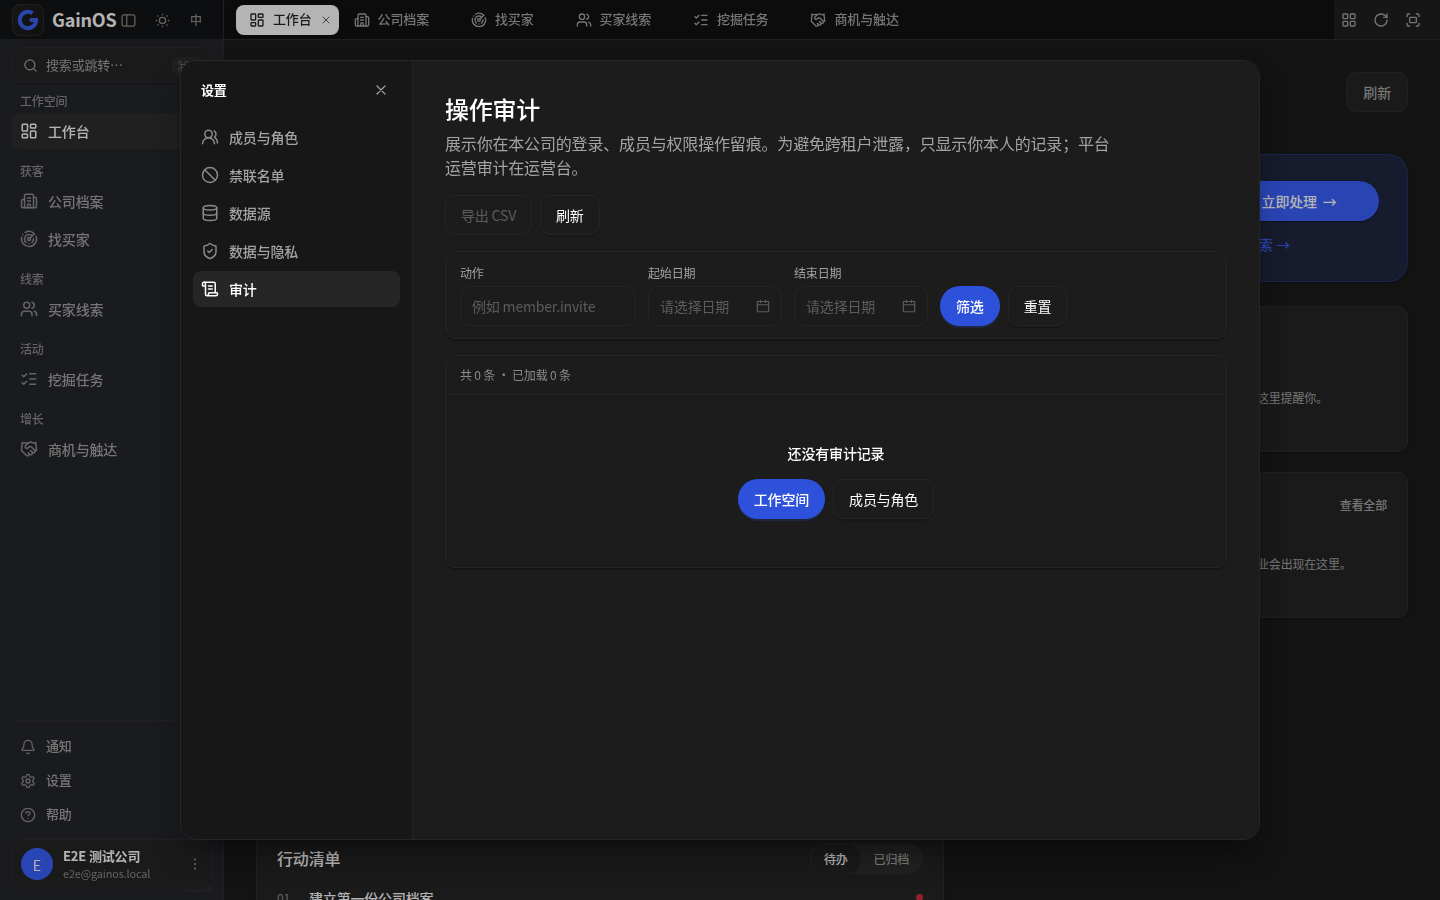 GainOS
中
工作台
公司档案
找买家
买家线索
挖掘任务
商机与触达
搜索或跳转…
工作空间
工作台
获客
公司档案
找买家
线索
买家线索
活动
挖掘任务
增长
商机与触达
通知
设置
帮助
E
E2E 测试公司
e2e@gainos.local
设置
成员与角色
禁联名单
数据源
数据与隐私
审计
操作审计
展示你在本公司的登录、成员与权限操作留痕。为避免跨租户泄露，只显示你本人的记录；平台
运营审计在运营台。
导出 CSV
刷新
动作
起始日期
结束日期
例如 member.invite
请选择日期
请选择日期
筛选
重置
共 0 条 · 已加载 0 条
还没有审计记录
工作空间
成员与角色
刷新
立即处理 →
索 →
这里提醒你。
查看全部
业会出现在这里。
行动清单
待办
已归档
01
建立第一份公司档案